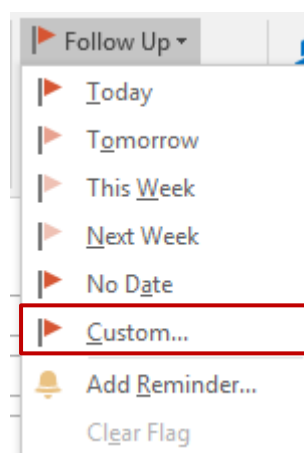 Follow Up
Today
Tomorrow
This Week
Next Week
No Date
Custom...
Add Reminder...
Clear Flag